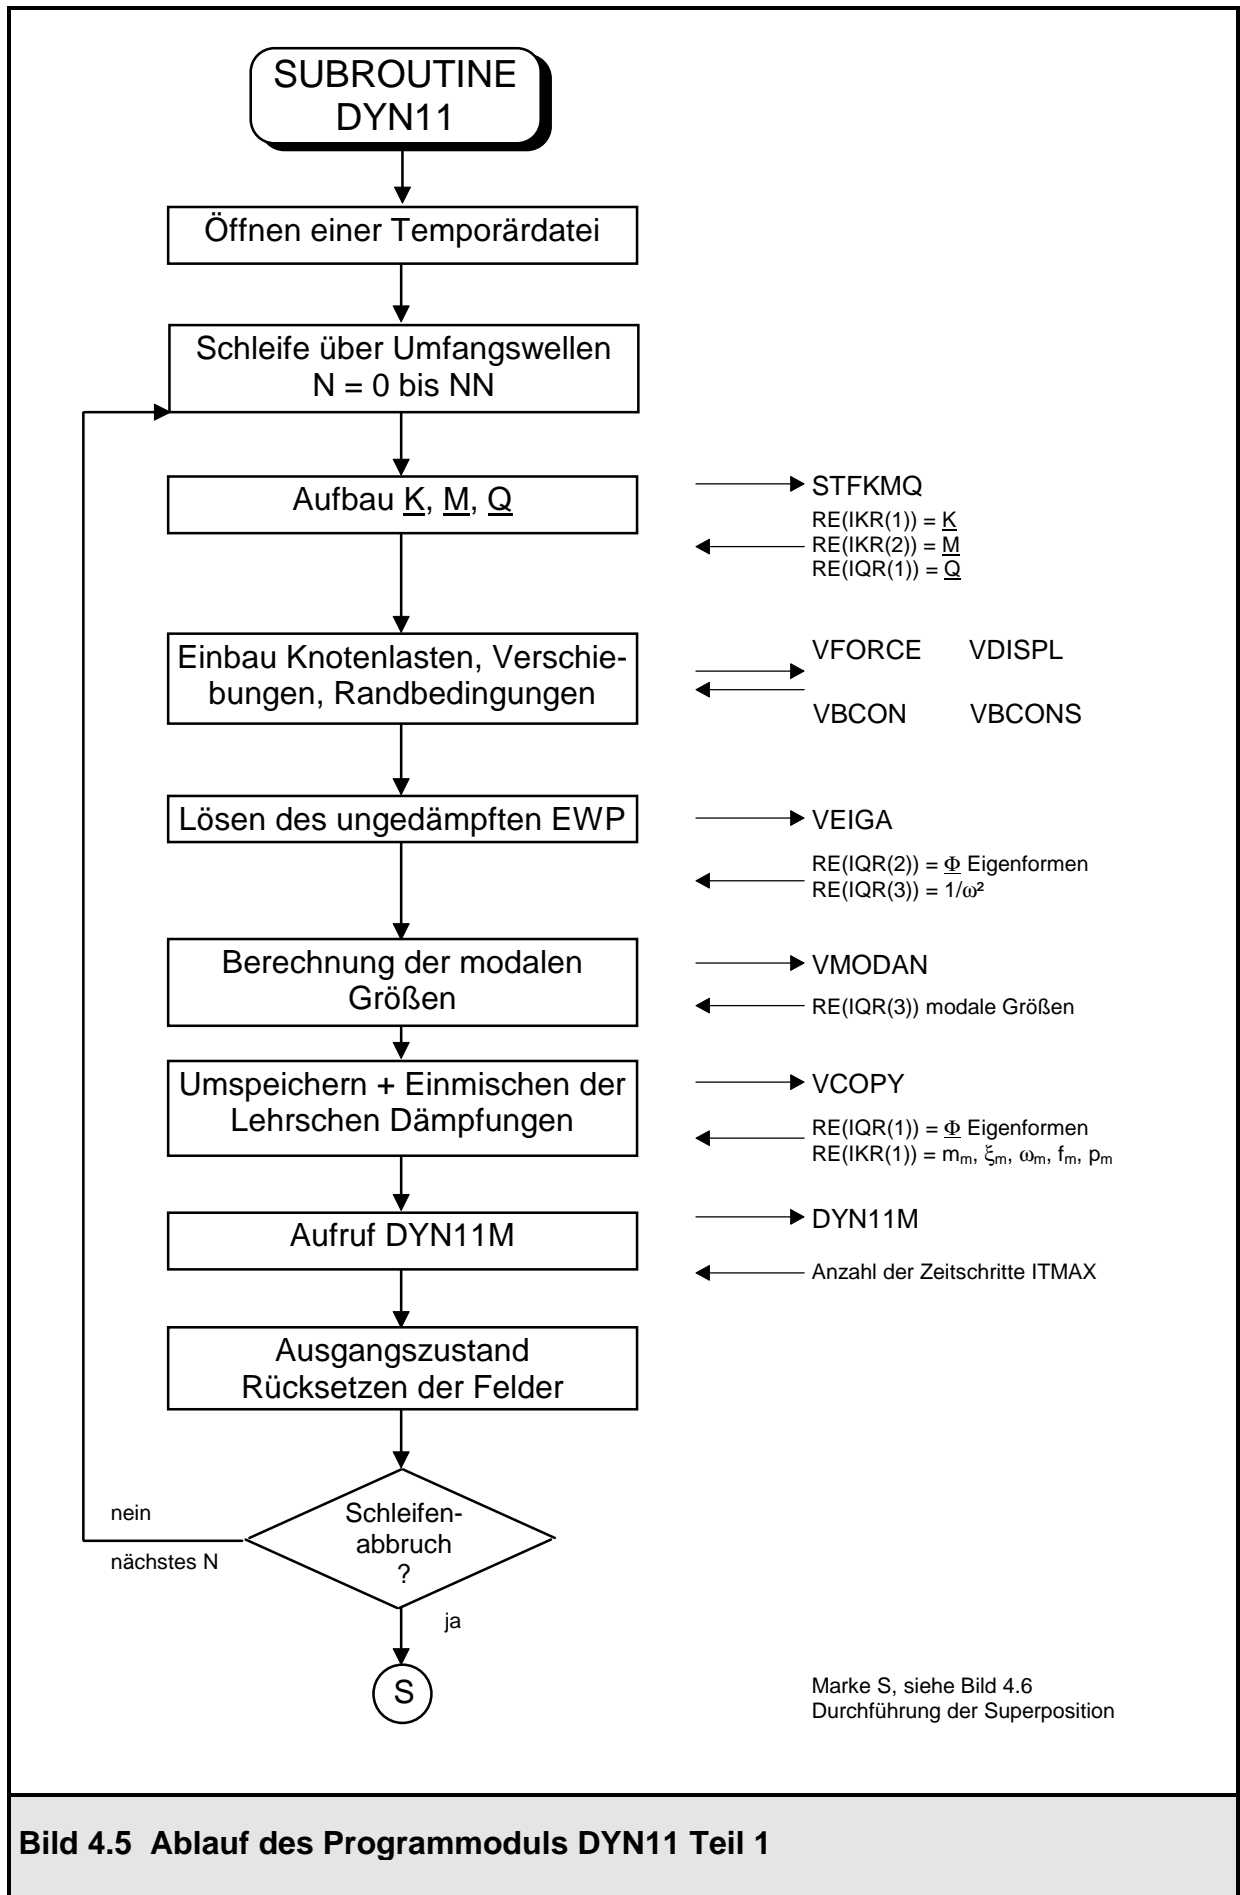 SUBROUTINE
DYN11
Öffnen einer Temporärdatei
Schleife über Umfangswellen
N = 0 bis NN
Aufbau K, M, Q
STFKMQ
RE(IKR(1)) = K
RE(IKR(2)) = M
RE(IQR(1)) = Q
Einbau Knotenlasten, Verschie-
bungen, Randbedingungen
VFORCE VDISPL
VBCON VBCONS
Lösen des ungedämpften EWP
VEIGA
RE(IQR(2)) = Φ Eigenformen
RE(IQR(3)) = 1/ω²
Berechnung der modalen
Größen
VMODAN
RE(IQR(3)) modale Größen
Umspeichern + Einmischen der
Lehrschen Dämpfungen
VCOPY
RE(IQR(1)) = Φ Eigenformen
RE(IKR(1)) = mₘ, ξₘ, ωₘ, fₘ, pₘ
Aufruf DYN11M
DYN11M
Anzahl der Zeitschritte ITMAX
Ausgangszustand
Rücksetzen der Felder
Schleifen-
abbruch
?
nein
nächstes N
ja
S
Marke S, siehe Bild 4.6
Durchführung der Superposition
Bild 4.5 Ablauf des Programmoduls DYN11 Teil 1